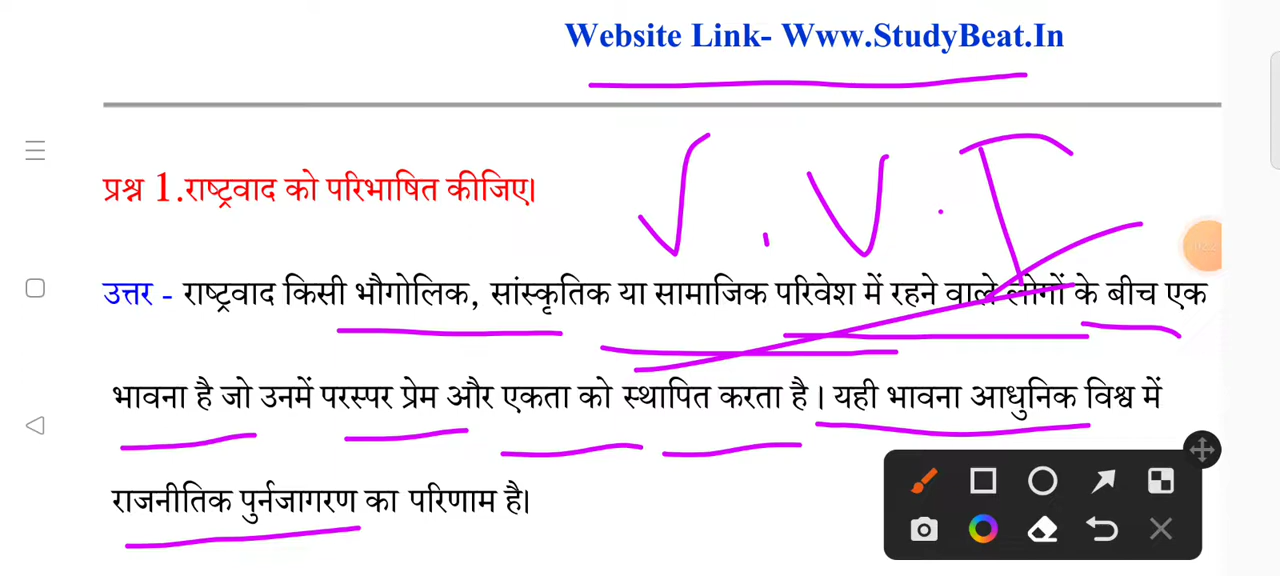 Website Link- Www.StudyBeat.In
V.V.I
प्रश्न 1.राष्ट्रवाद को परिभाषित कीजिए।
उत्तर - राष्ट्रवाद किसी भौगोलिक, सांस्कृतिक या सामाजिक परिवेश में रहने वाले लोगों के बीच एक
भावना है जो उनमें परस्पर प्रेम और एकता को स्थापित करता है। यही भावना आधुनिक विश्व में
राजनीतिक पुर्नजागरण का परिणाम है।